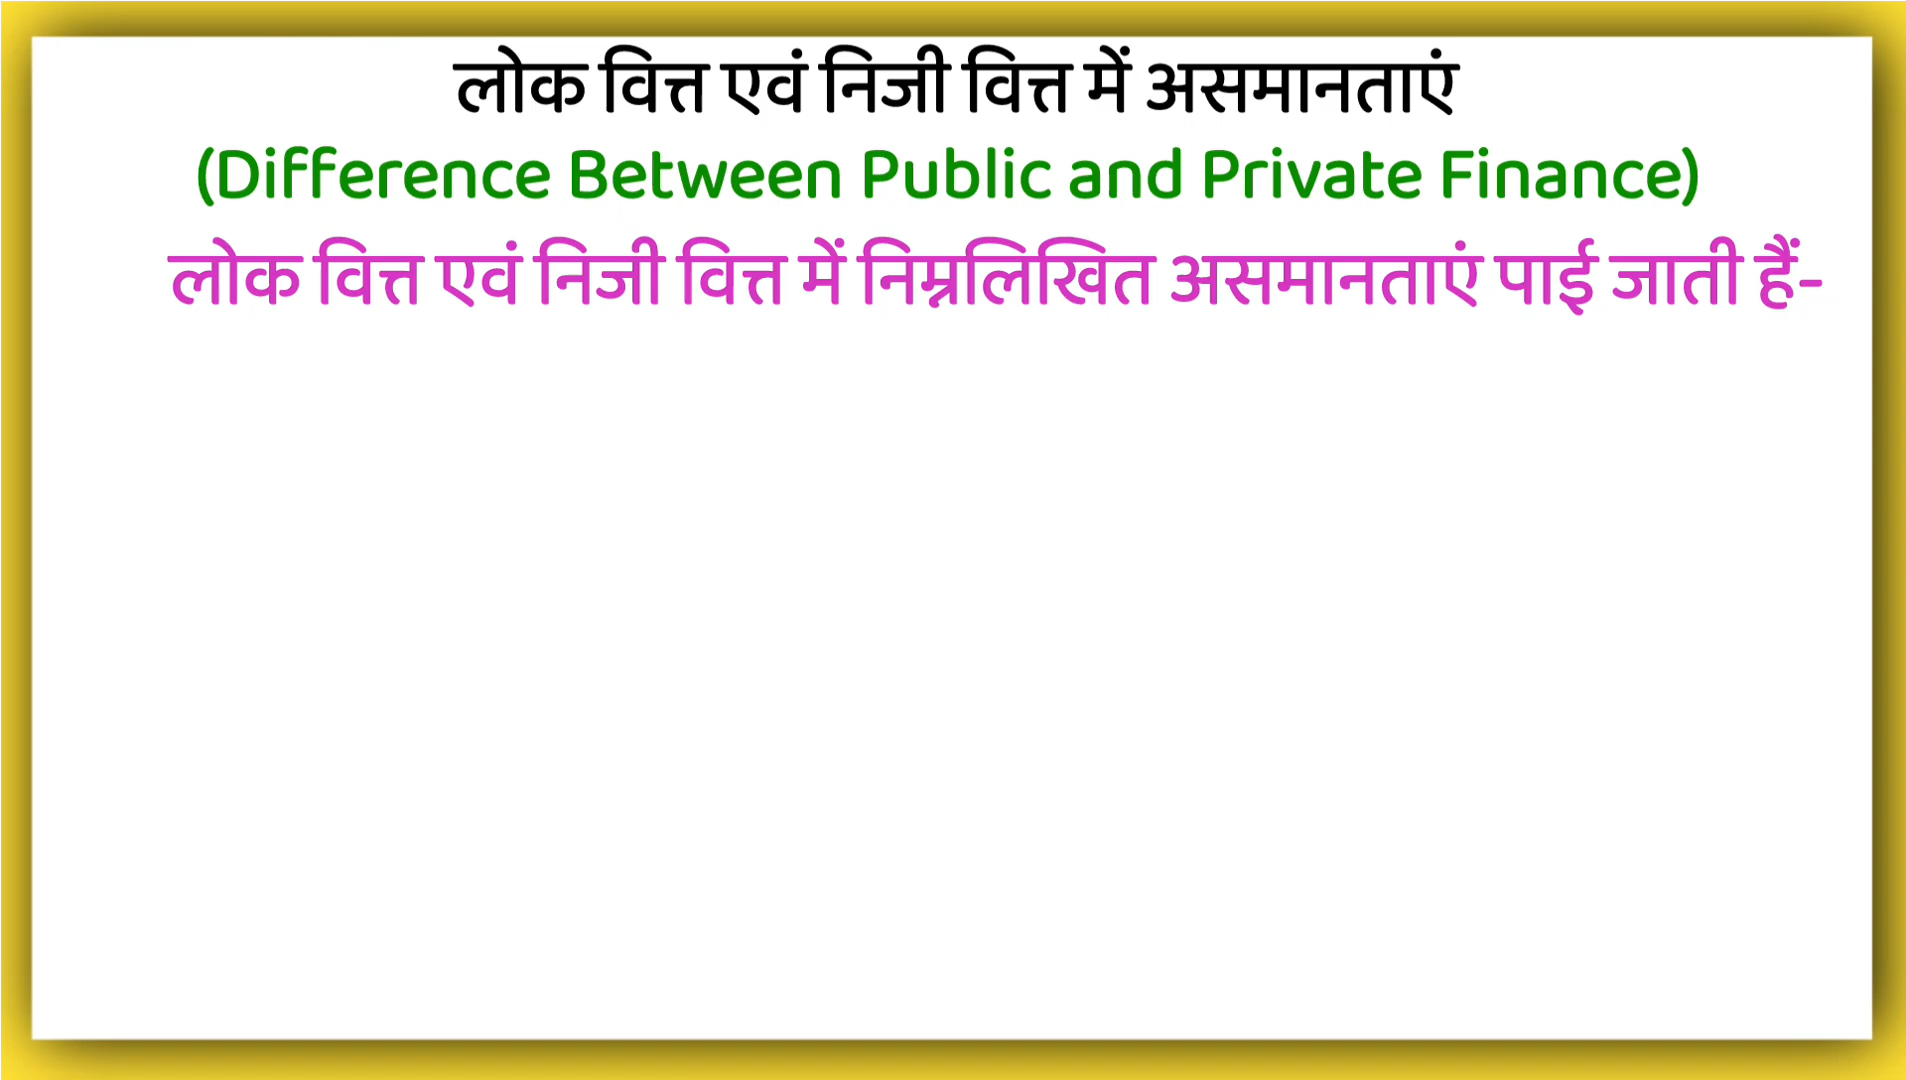 लोक वित्त एवं निजी वित्त में असमानताएं
(Difference Between Public and Private Finance)
लोक वित्त एवं निजी वित्त में निम्नलिखित असमानताएं पाई जाती हैं-